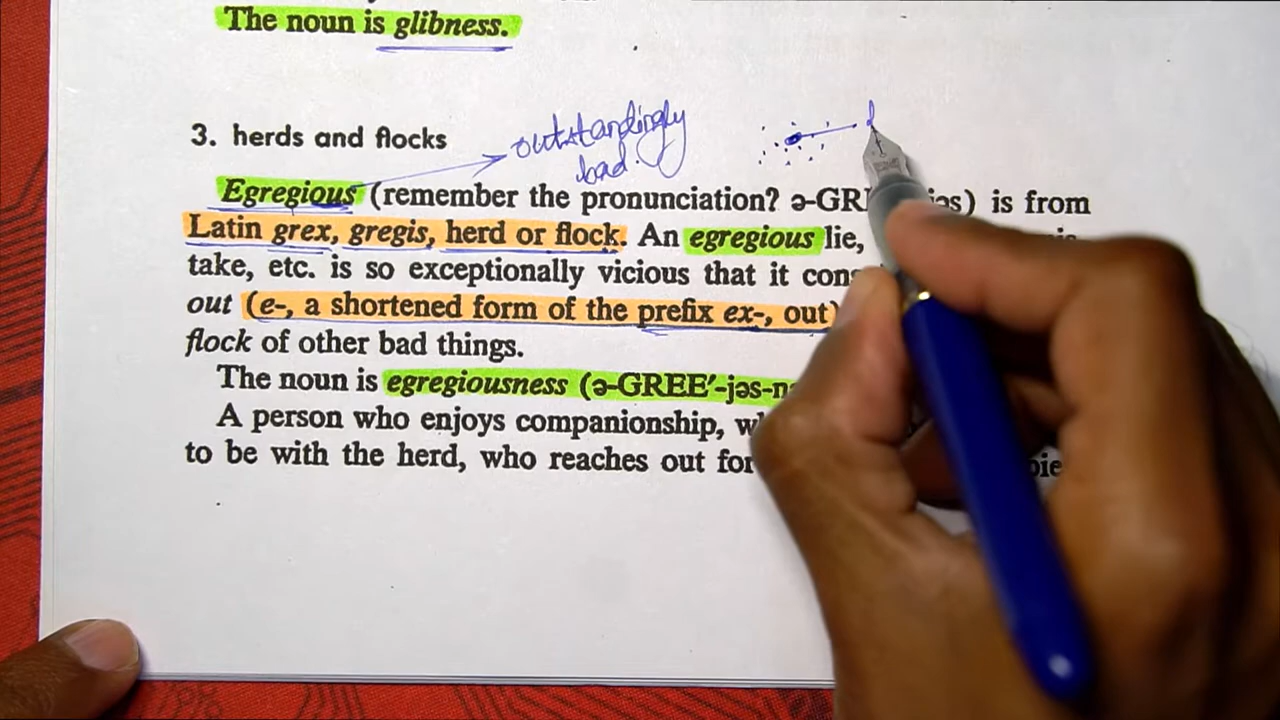 The noun is glibness.
3. herds and flocks
outstandingly
bad.
Egregious (remember the pronunciation? ə-GR jəs) is from
Latin grex, gregis, herd or flock. An egregious lie,
take, etc. is so exceptionally vicious that it
out (e-, a shortened form of the prefix ex-, out)
flock of other bad things.
The noun is egregiousness (ə-GREE′-jəs-n
A person who enjoys companionship,
to be with the herd, who reaches out for